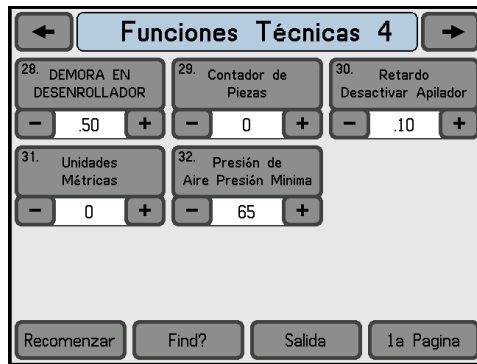 Funciones Técnicas 4
28. DEMORA EN
DESENROLLADOR
- .50 +
29. Contador de
Piezas
- 0 +
30. Retardo
Desactivar Apilador
- .10 +
31. Unidades
Métricas
- 0 +
32. Presión de
Aire Presión Minima
- 65 +
Recomenzar
Find?
Salida
1a Pagina